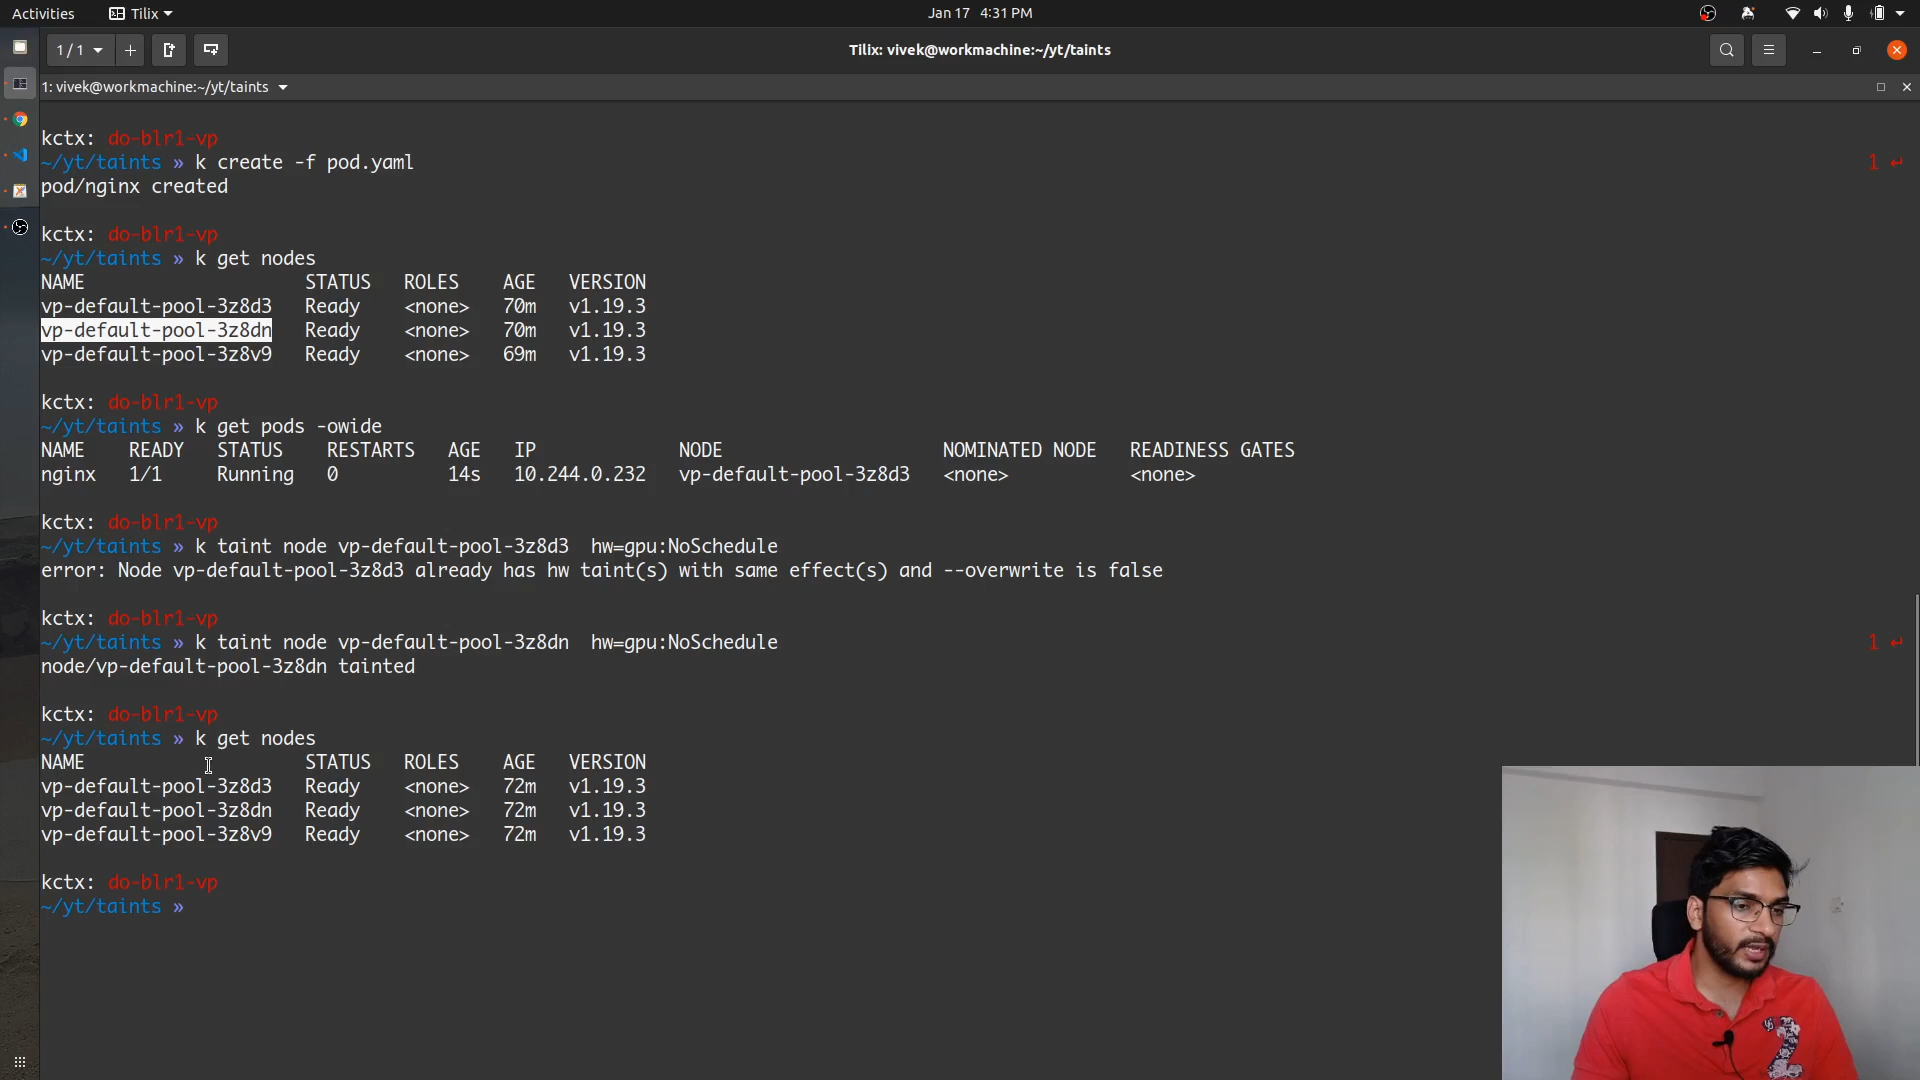 Activities Tilix Jan 17 4:31 PM
1 / 1 Tilix: vivek@workmachine:~/yt/taints
1: vivek@workmachine:~/yt/taints
kctx: do-blr1-vp
~/yt/taints » k create -f pod.yaml 1 ↵
pod/nginx created
kctx: do-blr1-vp
~/yt/taints » k get nodes
NAME STATUS ROLES AGE VERSION
vp-default-pool-3z8d3 Ready <none> 70m v1.19.3
vp-default-pool-3z8dn Ready <none> 70m v1.19.3
vp-default-pool-3z8v9 Ready <none> 69m v1.19.3
kctx: do-blr1-vp
~/yt/taints » k get pods -owide
NAME READY STATUS RESTARTS AGE IP NODE NOMINATED NODE READINESS GATES
nginx 1/1 Running 0 14s 10.244.0.232 vp-default-pool-3z8d3 <none> <none>
kctx: do-blr1-vp
~/yt/taints » k taint node vp-default-pool-3z8d3 hw=gpu:NoSchedule
error: Node vp-default-pool-3z8d3 already has hw taint(s) with same effect(s) and --overwrite is false
kctx: do-blr1-vp
~/yt/taints » k taint node vp-default-pool-3z8dn hw=gpu:NoSchedule 1 ↵
node/vp-default-pool-3z8dn tainted
kctx: do-blr1-vp
~/yt/taints » k get nodes
NAME STATUS ROLES AGE VERSION
vp-default-pool-3z8d3 Ready <none> 72m v1.19.3
vp-default-pool-3z8dn Ready <none> 72m v1.19.3
vp-default-pool-3z8v9 Ready <none> 72m v1.19.3
kctx: do-blr1-vp
~/yt/taints »
2